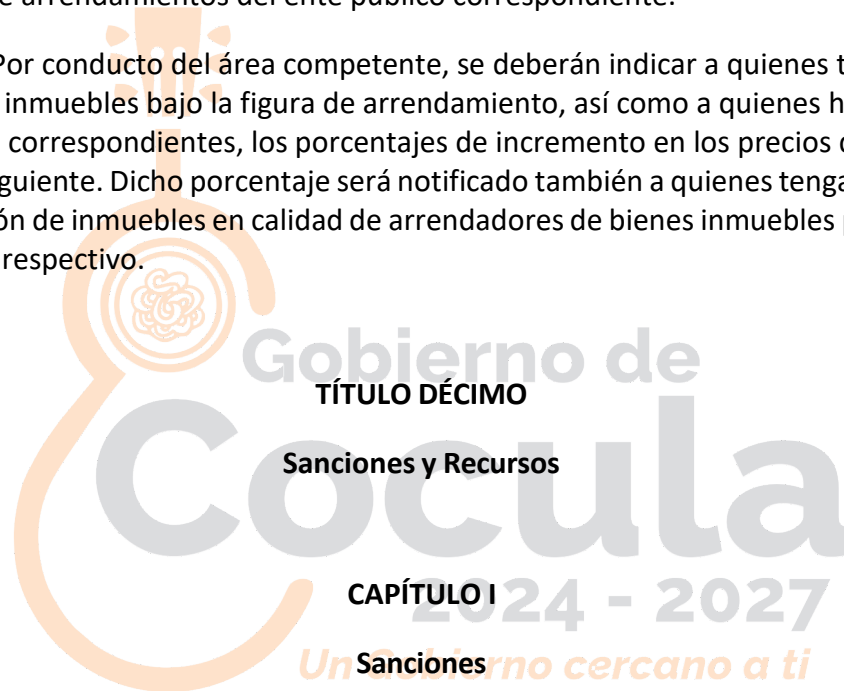 e arrendamientos del ente público correspondiente.
Por conducto del área competente, se deberán indicar a quienes t
inmuebles bajo la figura de arrendamiento, así como a quienes h
correspondientes, los porcentajes de incremento en los precios
guiente. Dicho porcentaje será notificado también a quienes tenga
ón de inmuebles en calidad de arrendadores de bienes inmuebles
respectivo.
Gobierno de
TÍTULO DÉCIMO
Sanciones y Recursos
Cocula
CAPÍTULO I
2024 - 2027
Sanciones
Un Gobierno cercano a ti